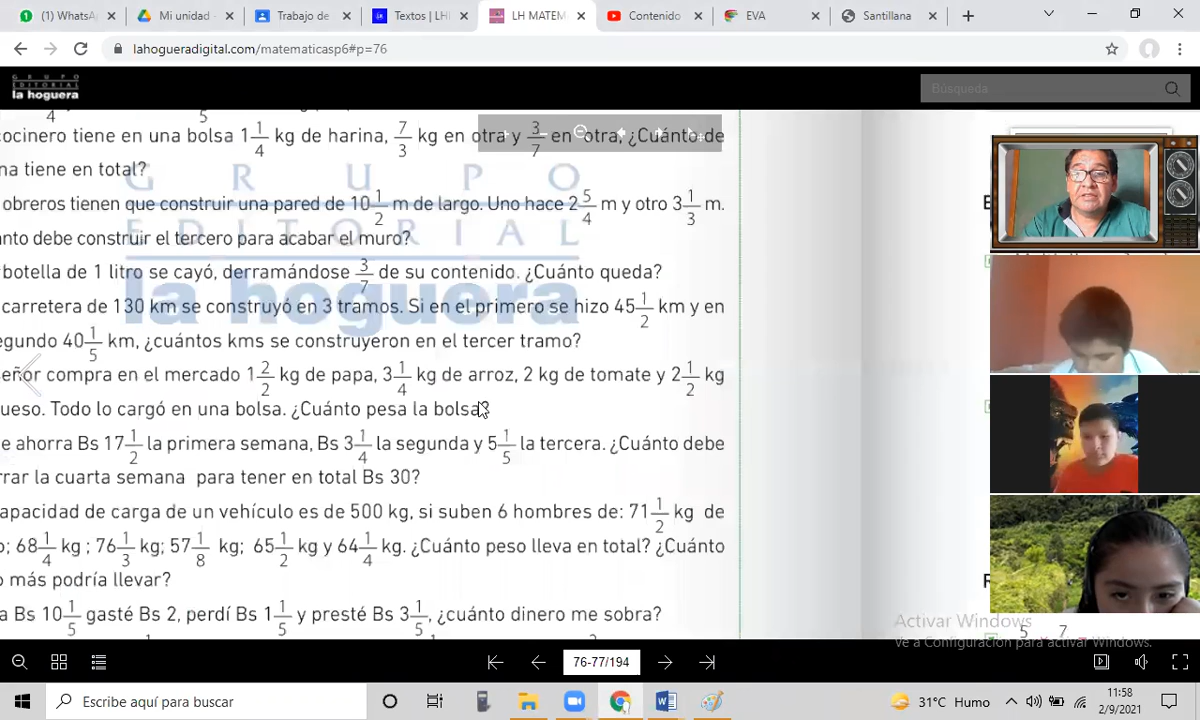 (1) WhatsA
Mi unidad
Trabajo de
Textos | LH
LH MATEM
Contenido
EVA
Santillana
lahogueradigital.com/matematicasp6#p=76
GRUPO
EDITORIAL
la hoguera
Búsqueda
cocinero tiene en una bolsa 1 1/4 kg de harina, 7/3 kg en otra y 3/7 en otra, ¿Cuánto de
na tiene en total?
obreros tienen que construir una pared de 10 1/2 m de largo. Uno hace 2 5/4 m y otro 3 1/3 m.
anto debe construir el tercero para acabar el muro?
botella de 1 litro se cayó, derramándose 3/7 de su contenido. ¿Cuánto queda?
carretera de 130 km se construyó en 3 tramos. Si en el primero se hizo 45 1/2 km y en
egundo 40 1/5 km, ¿cuántos kms se construyeron en el tercer tramo?
eñor compra en el mercado 1 2/2 kg de papa, 3 1/4 kg de arroz, 2 kg de tomate y 2 1/2 kg
ueso. Todo lo cargó en una bolsa. ¿Cuánto pesa la bolsa?
e ahorra Bs 17 1/2 la primera semana, Bs 3 1/4 la segunda y 5 1/5 la tercera. ¿Cuánto debe
rrar la cuarta semana para tener en total Bs 30?
apacidad de carga de un vehículo es de 500 kg, si suben 6 hombres de: 71 1/2 kg de
o; 68 1/4 kg ; 76 1/3 kg; 57 1/8 kg; 65 1/2 kg y 64 1/4 kg. ¿Cuánto peso lleva en total? ¿Cuánto
o más podría llevar?
a Bs 10 1/5 gasté Bs 2, perdí Bs 1 1/5 y presté Bs 3 1/5, ¿cuánto dinero me sobra?
GRUPO
EDITORIAL
la hoguera
5 7
Activar Windows
Ve a Configuración para activar Windows.
76-77/194
Escribe aquí para buscar
31°C Humo
11:58
2/9/2021